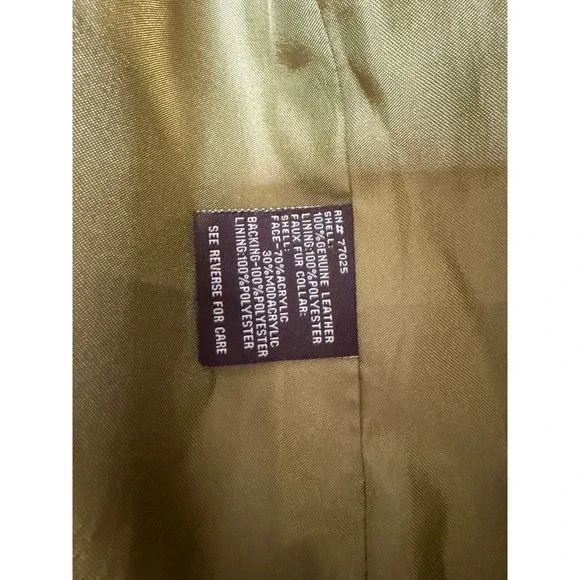 RN# 77025
SHELL:
100%GENUINE LEATHER
LINING:100%POLYESTER
FAUX FUR COLLAR:
SHELL:
FACE-70%ACRYLIC
30%MODACRYLIC
BACKING-100%POLYESTER
LINING:100%POLYESTER
SEE REVERSE FOR CARE